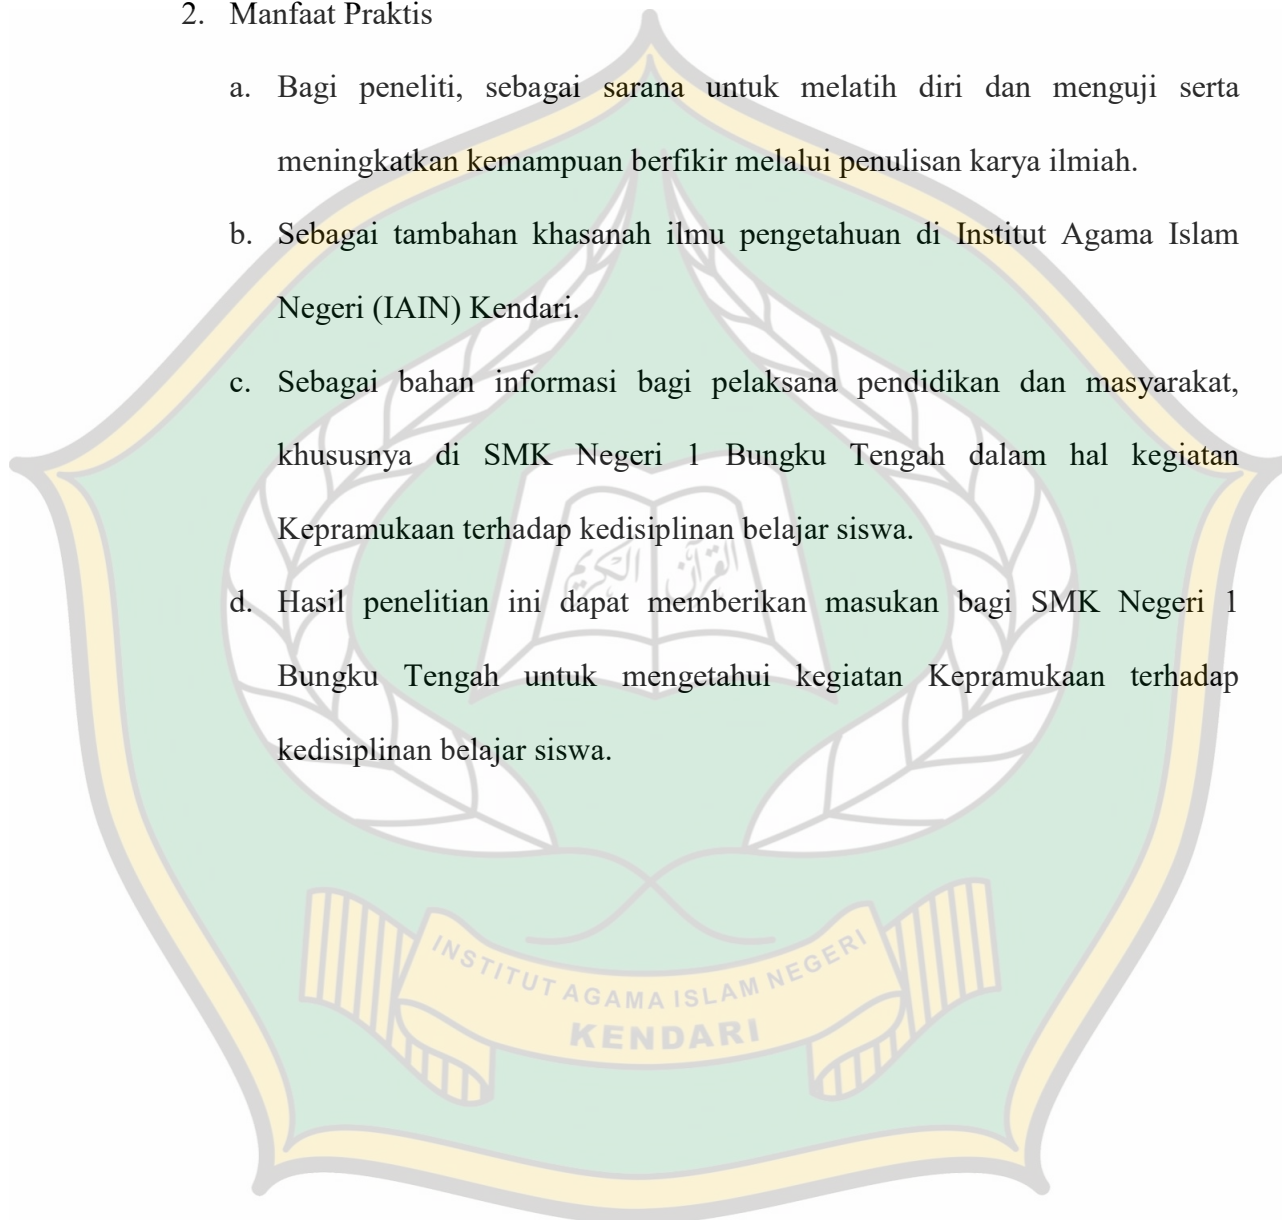 2. Manfaat Praktis
a. Bagi peneliti, sebagai sarana untuk melatih diri dan menguji serta
meningkatkan kemampuan berfikir melalui penulisan karya ilmiah.
b. Sebagai tambahan khasanah ilmu pengetahuan di Institut Agama Islam
Negeri (IAIN) Kendari.
c. Sebagai bahan informasi bagi pelaksana pendidikan dan masyarakat,
khususnya di SMK Negeri 1 Bungku Tengah dalam hal kegiatan
Kepramukaan terhadap kedisiplinan belajar siswa.
القرآن الكريم
d. Hasil penelitian ini dapat memberikan masukan bagi SMK Negeri 1
Bungku Tengah untuk mengetahui kegiatan Kepramukaan terhadap
kedisiplinan belajar siswa.
INSTITUT AGAMA ISLAM NEGERI
KENDARI